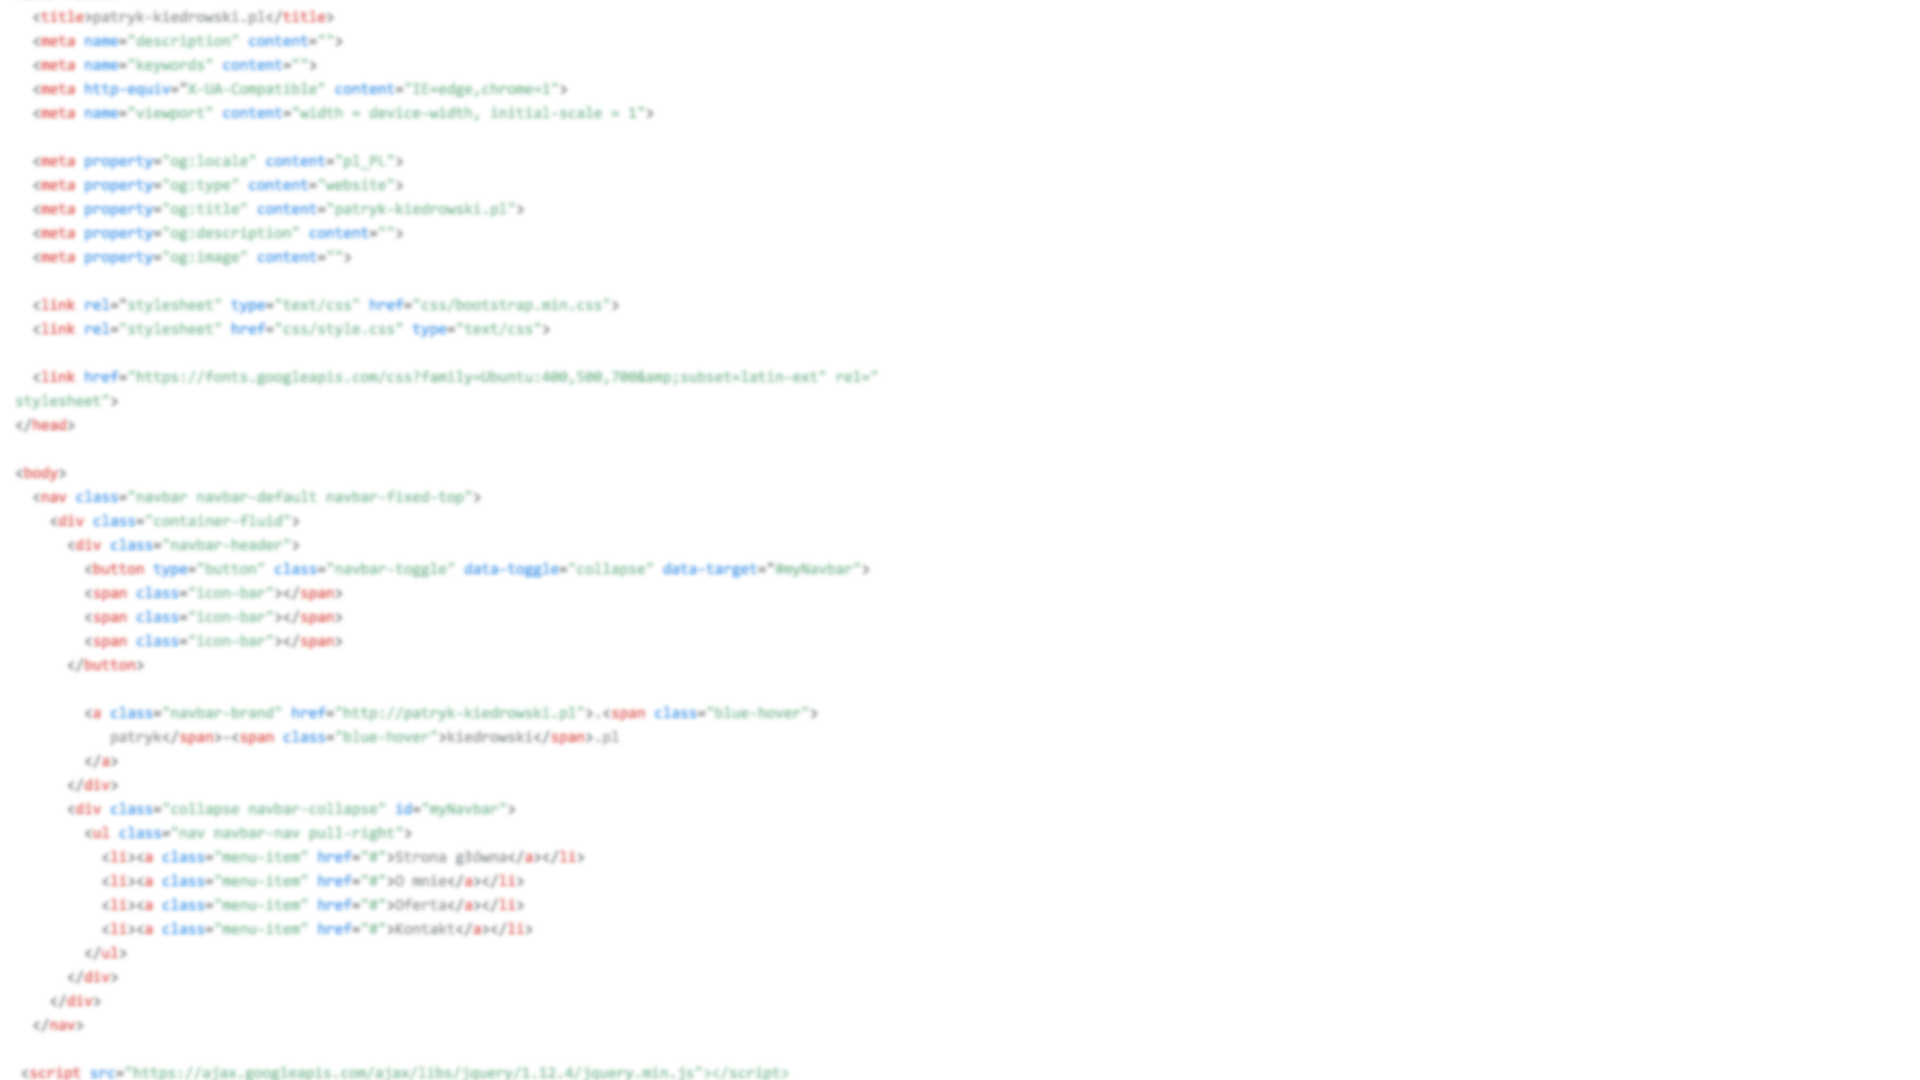 <title>patryk-kiedrowski.pl</title>
<meta name="description" content="">
<meta name="keywords" content="">
<meta http-equiv="X-UA-Compatible" content="IE=edge,chrome=1">
<meta name="viewport" content="width = device-width, initial-scale = 1">
<meta property="og:locale" content="pl_PL">
<meta property="og:type" content="website">
<meta property="og:title" content="patryk-kiedrowski.pl">
<meta property="og:description" content="">
<meta property="og:image" content="">
<link rel="stylesheet" type="text/css" href="css/bootstrap.min.css">
<link rel="stylesheet" href="css/style.css" type="text/css">
<link href="https://fonts.googleapis.com/css?family=Ubuntu:400,500,700&amp;subset=latin-ext" rel="
stylesheet">
</head>
<body>
<nav class="navbar navbar-default navbar-fixed-top">
<div class="container-fluid">
<div class="navbar-header">
<button type="button" class="navbar-toggle" data-toggle="collapse" data-target="#myNavbar">
<span class="icon-bar"></span>
<span class="icon-bar"></span>
<span class="icon-bar"></span>
</button>
<a class="navbar-brand" href="http://patryk-kiedrowski.pl">.<span class="blue-hover">
patryk</span>-<span class="blue-hover">kiedrowski</span>.pl
</a>
</div>
<div class="collapse navbar-collapse" id="myNavbar">
<ul class="nav navbar-nav pull-right">
<li><a class="menu-item" href="#">Strona główna</a></li>
<li><a class="menu-item" href="#">O mnie</a></li>
<li><a class="menu-item" href="#">Oferta</a></li>
<li><a class="menu-item" href="#">Kontakt</a></li>
</ul>
</div>
</div>
</nav>
<script src="https://ajax.googleapis.com/ajax/libs/jquery/1.12.4/jquery.min.js"></script>